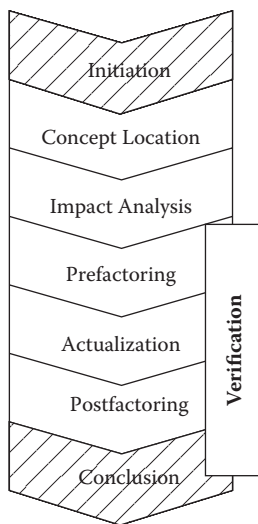 Initiation
Concept Location
Impact Analysis
Prefactoring
Actualization
Postfactoring
Conclusion
Verification